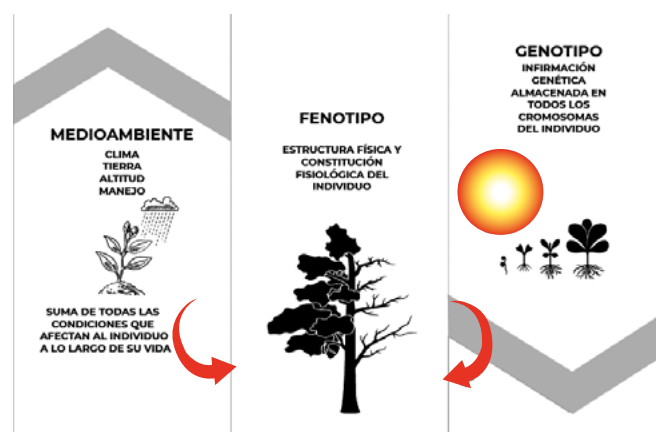 MEDIOAMBIENTE
CLIMA
TIERRA
ALTITUD
MANEJO
SUMA DE TODAS LAS
CONDICIONES QUE
AFECTAN AL INDIVIDUO
A LO LARGO DE SU VIDA
FENOTIPO
ESTRUCTURA FÍSICA Y
CONSTITUCIÓN
FISIOLÓGICA DEL
INDIVIDUO
GENOTIPO
INFIRMACIÓN
GENÉTICA
ALMACENADA EN
TODOS LOS
CROMOSOMAS
DEL INDIVIDUO